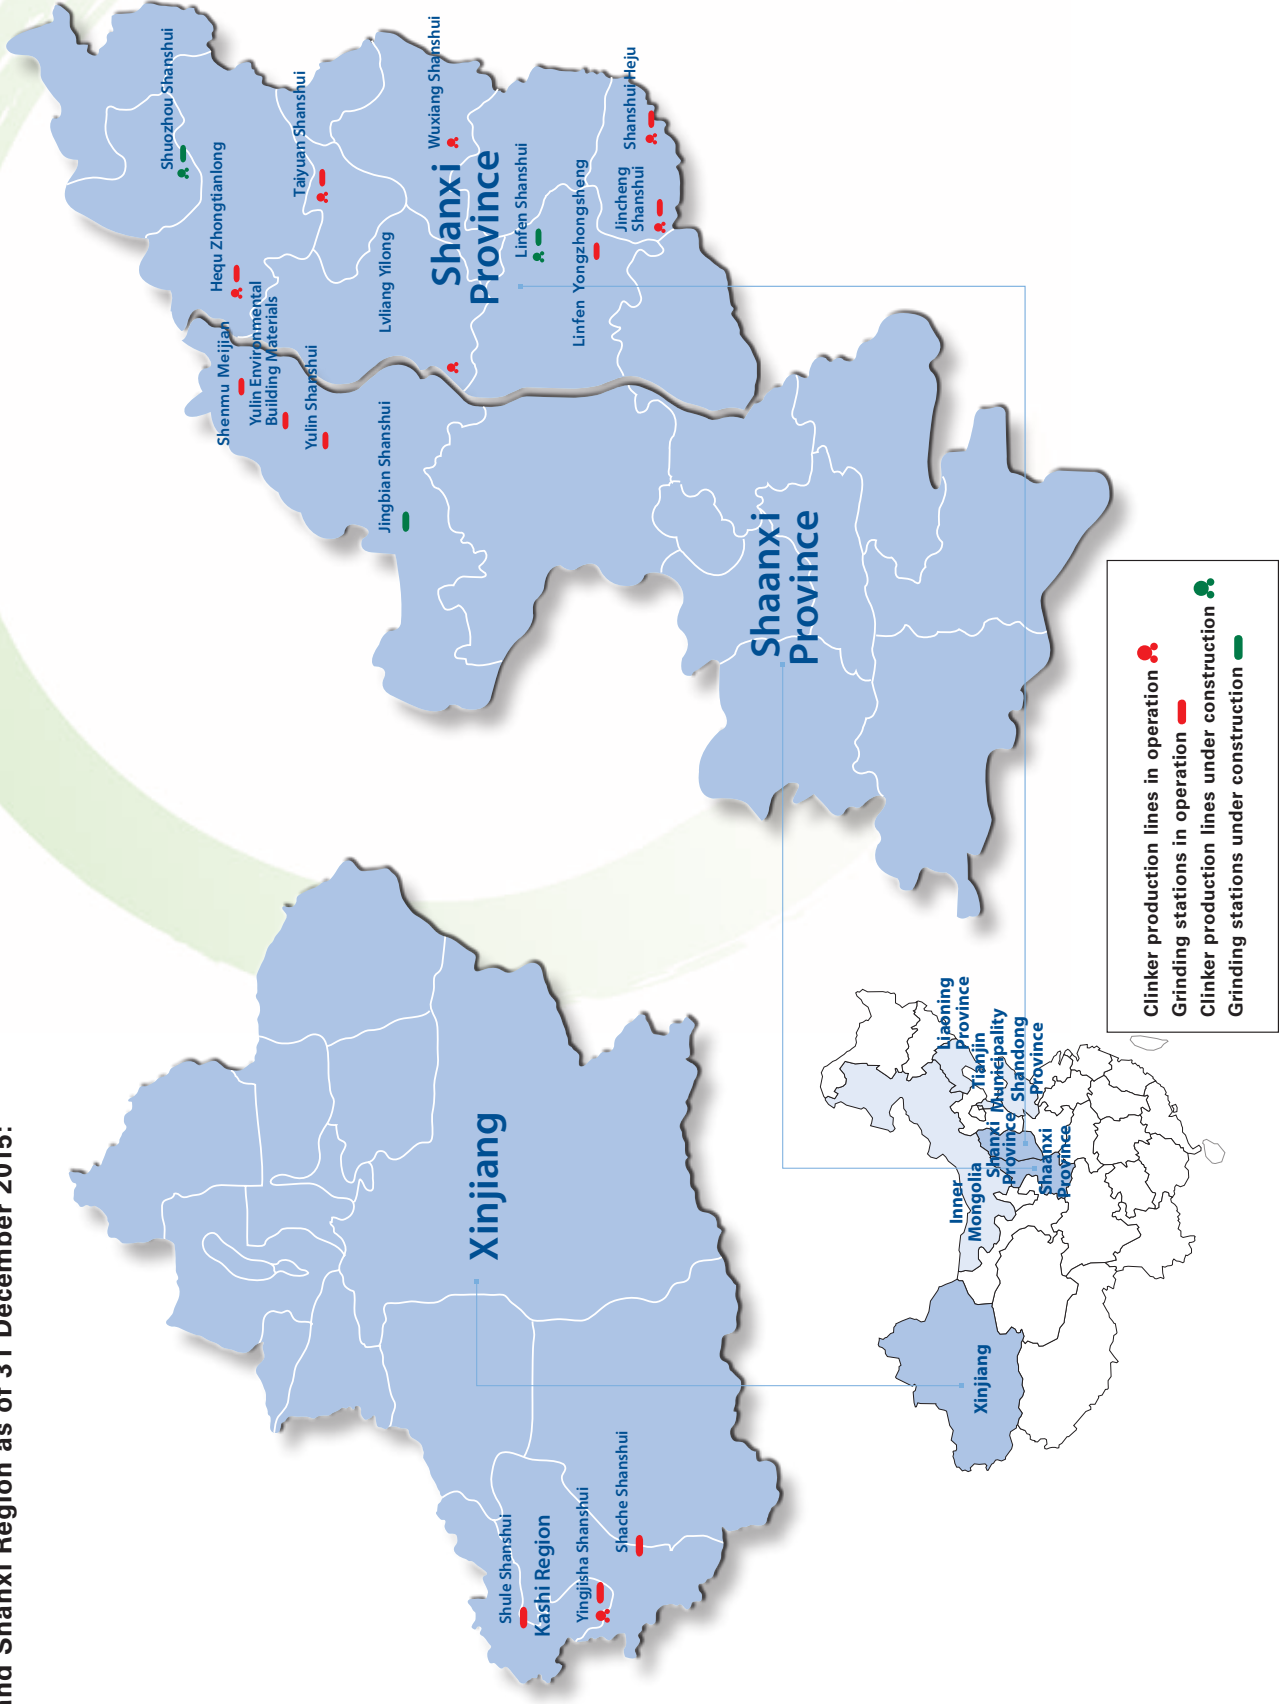 nd Shanxi Region as of 31 December 2015:
Shuozhou Shanshui
Hequ Zhongtianlong
Taiyuan Shanshui
Wuxiang Shanshui
Shanshui Heju
Shanxi
Province
Linfen Shanshui
Jincheng
Shanshui
Linfen Yongzhongsheng
Lvliang Yilong
Shenmu Meijian
Yulin Environmental
Building Materials
Yulin Shanshui
Jingbian Shanshui
Shaanxi
Province
Xinjiang
Shule Shanshui
Kashi Region
Yingjisha Shanshui
Shache Shanshui
Liaoning
Province
Tianjin
Municipality
Shandong
Province
Shanxi
Province
Shaanxi
Province
Inner
Mongolia
Xinjiang
Clinker production lines in operation
Grinding stations in operation
Clinker production lines under construction
Grinding stations under construction